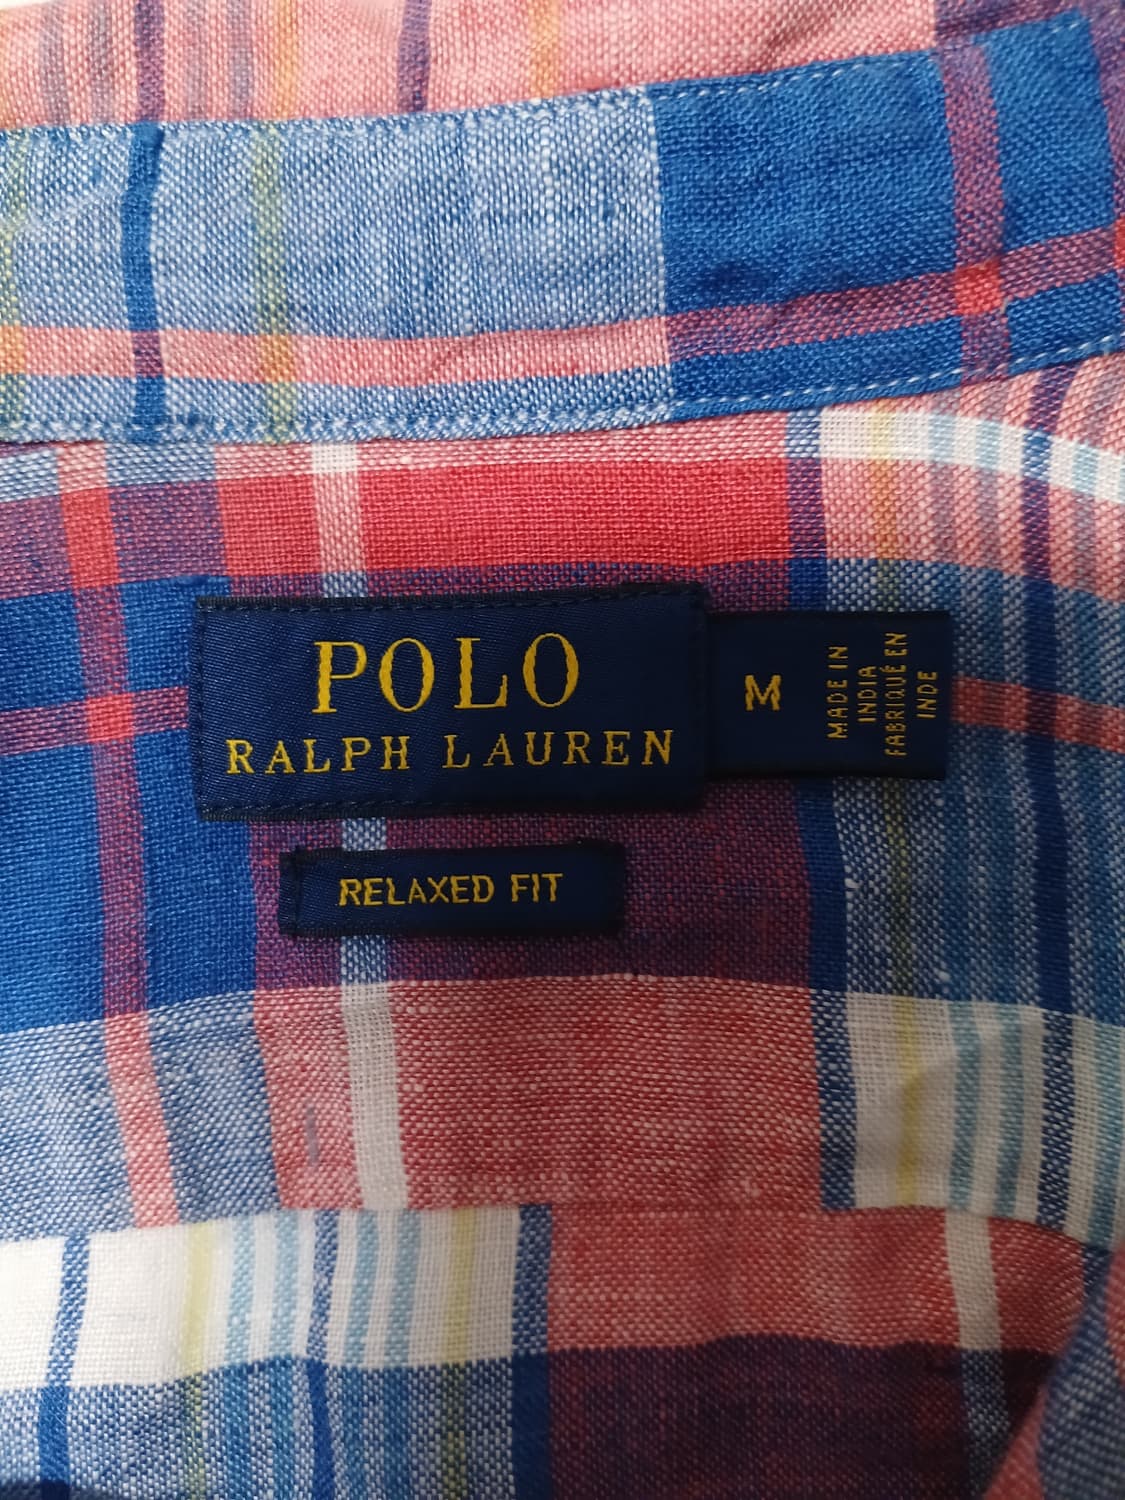 POLO
RALPH LAUREN
M
MADE IN
INDIA
FABRIQUÉ EN
INDE
RELAXED FIT